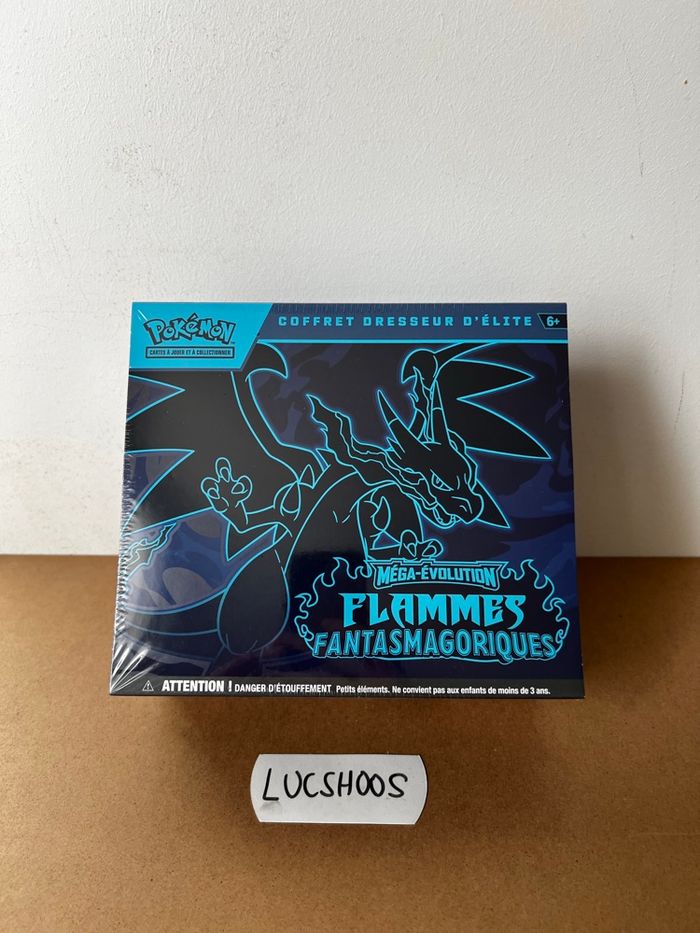 POKÉMON
CARTES À JOUER ET À COLLECTIONNER
COFFRET DRESSEUR D'ÉLITE
6+
MÉGA-ÉVOLUTION
FLAMMES
FANTASMAGORIQUES
ATTENTION ! DANGER D'ÉTOUFFEMENT Petits éléments. Ne convient pas aux enfants de moins de 3 ans.
LUCSHOOS